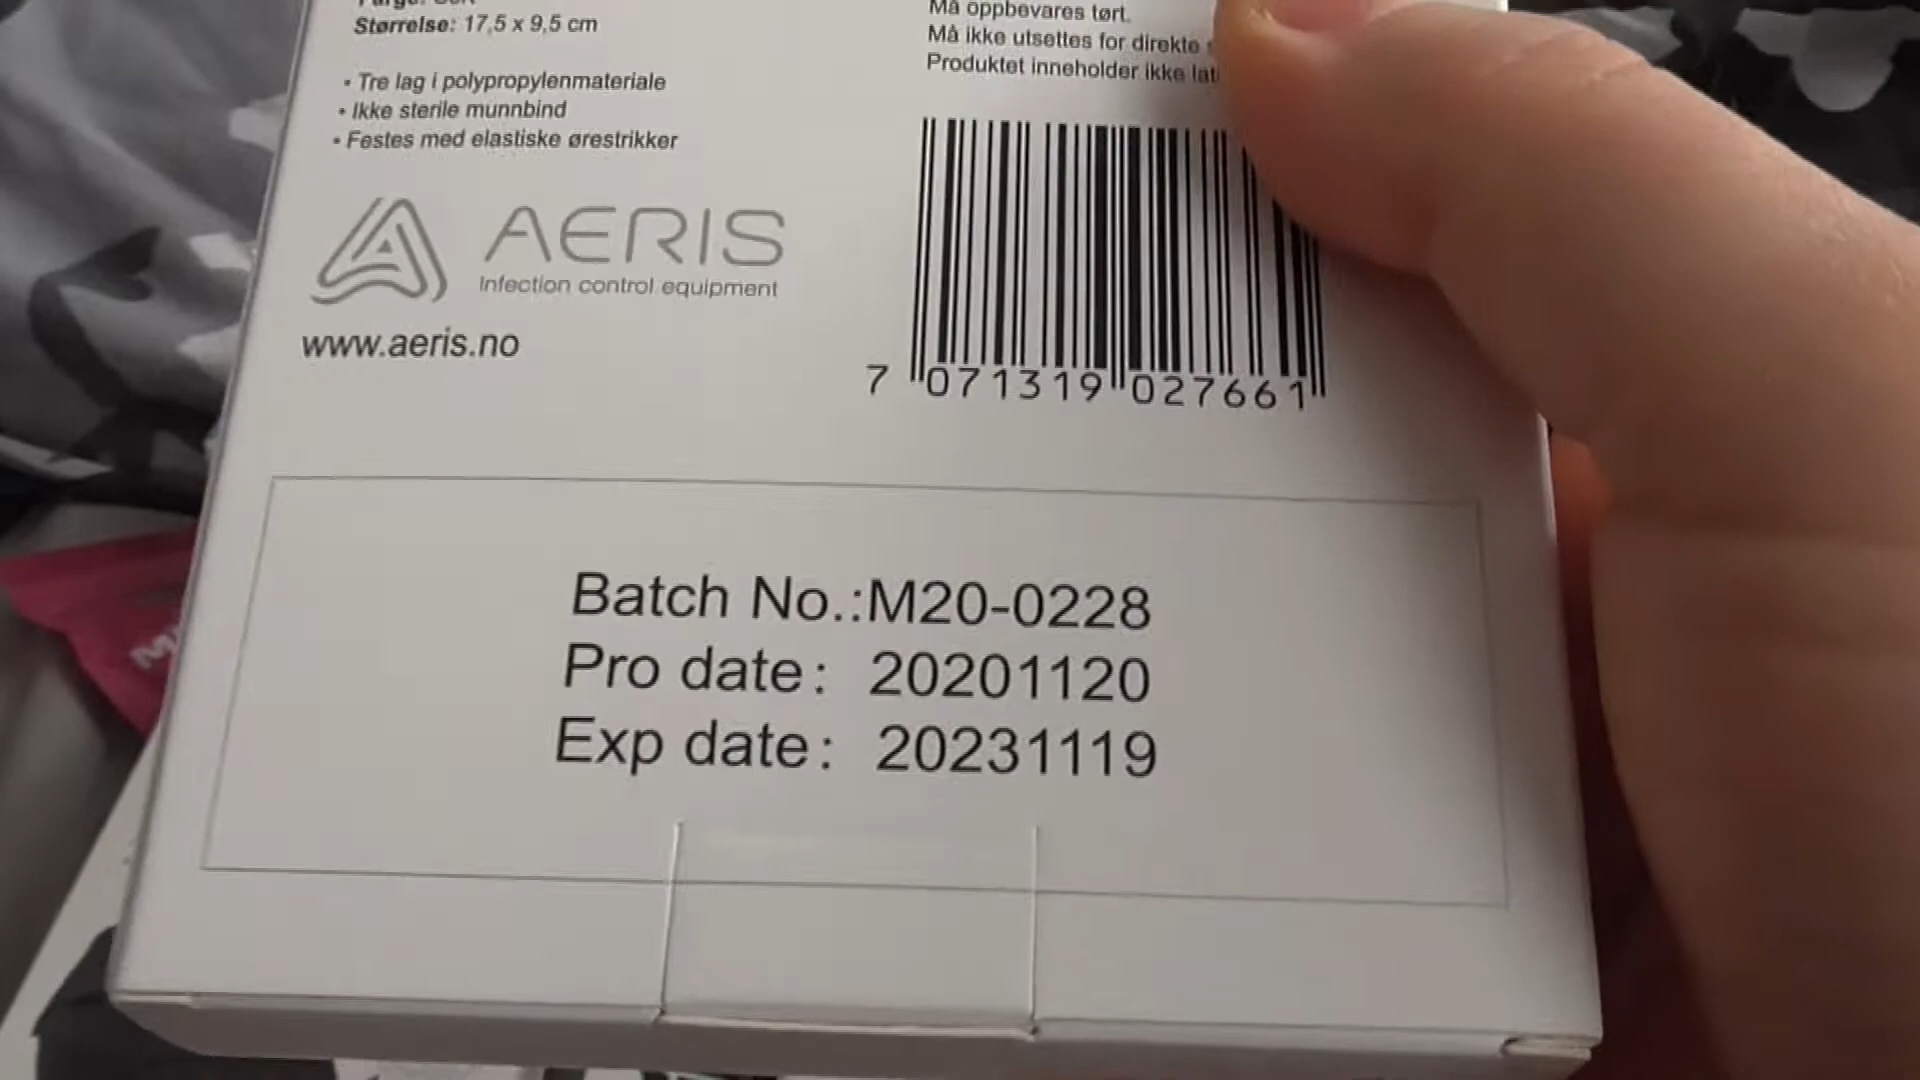 Størrelse: 17,5 x 9,5 cm
• Tre lag i polypropylenmateriale
• Ikke sterile munnbind
• Festes med elastiske ørestrikker
AERIS
Infection control equipment
www.aeris.no
Må oppbevares tørt.
Må ikke utsettes for direkte
Produktet inneholder ikke
7 071319 027661
Batch No.:M20-0228
Pro date: 20201120
Exp date: 20231119